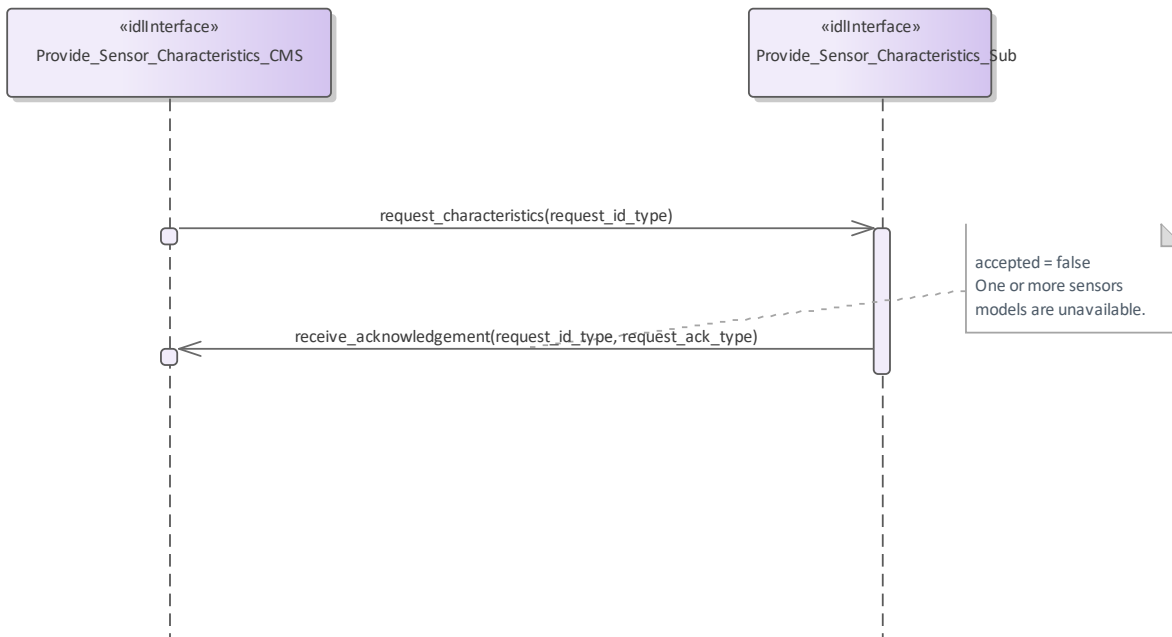 «idlInterface»
Provide_Sensor_Characteristics_CMS
«idlInterface»
Provide_Sensor_Characteristics_Sub
request_characteristics(request_id_type)
accepted = false
One or more sensors
models are unavailable.
receive_acknowledgement(request_id_type, request_ack_type)